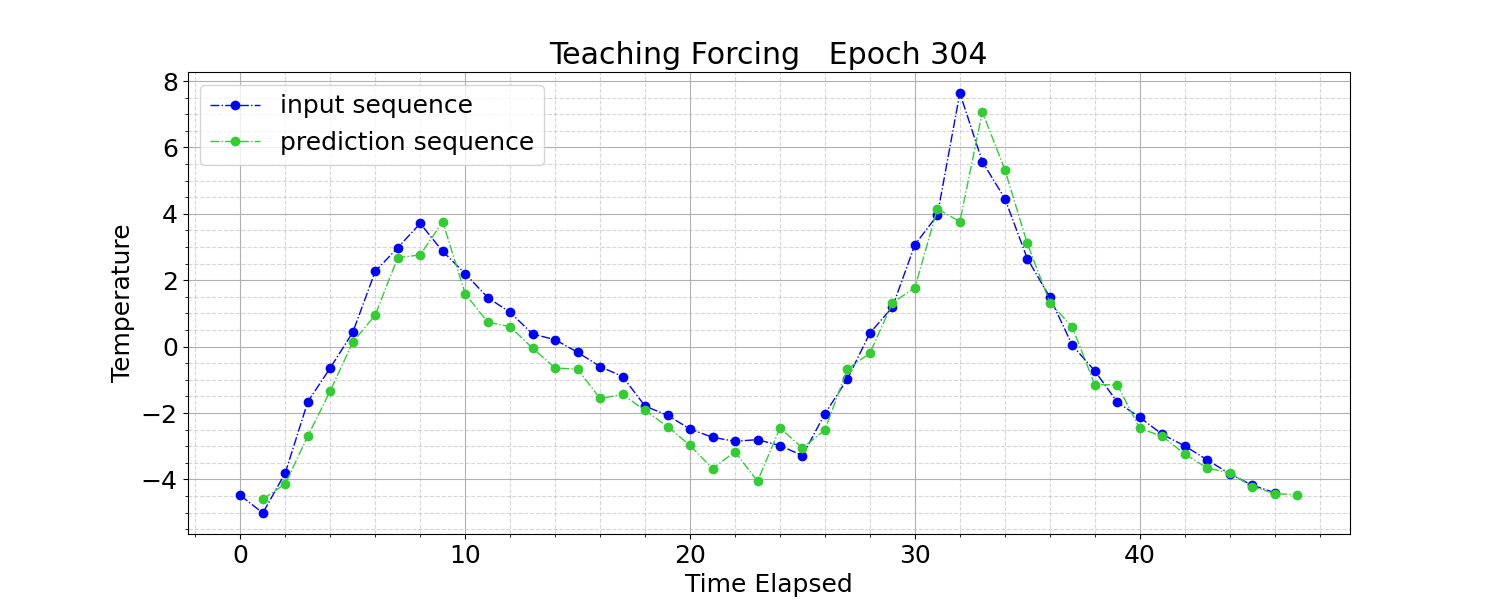 Teaching Forcing   Epoch 304
input sequence
prediction sequence
8
6
4
2
0
−2
−4
Temperature
0 10 20 30 40
Time Elapsed